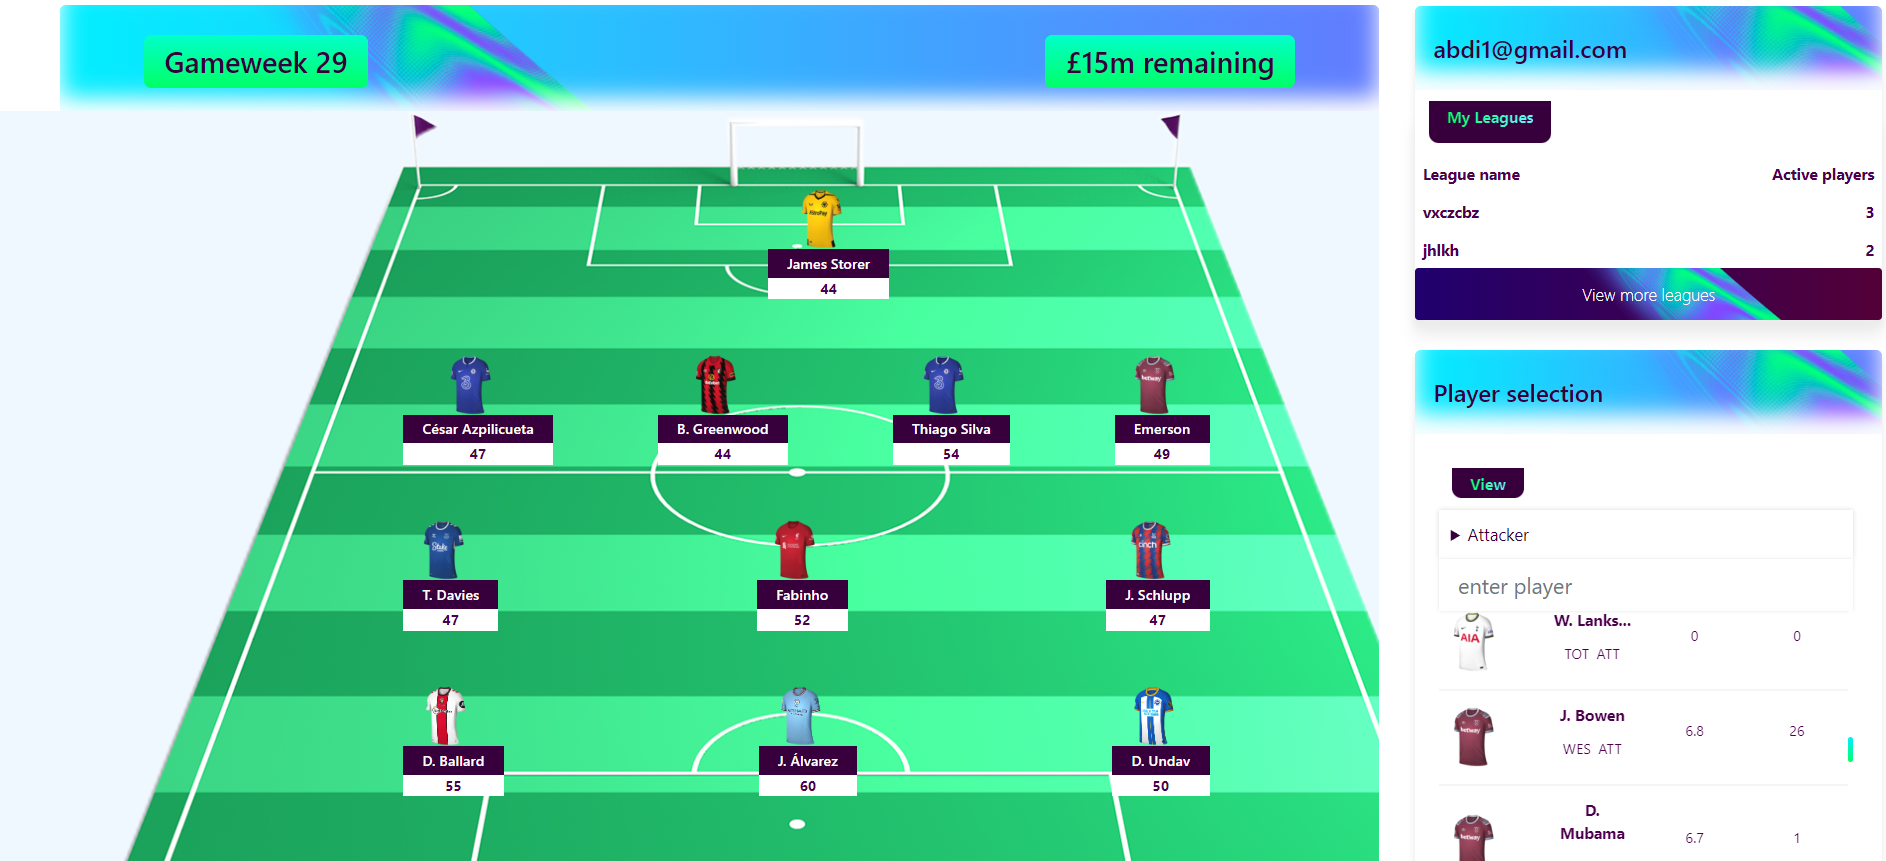 Gameweek 29
£15m remaining
James Storer
44
César Azpilicueta
47
B. Greenwood
44
Thiago Silva
54
Emerson
49
T. Davies
47
Fabinho
52
J. Schlupp
47
D. Ballard
55
J. Álvarez
60
D. Undav
50
abdi1@gmail.com
My Leagues
League name Active players
vxczcbz 3
jhlkh 2
View more leagues
Player selection
View
Attacker
enter player
AIA
W. Lanks...
TOT ATT
0 0
betway
J. Bowen
WES ATT
6.8 26
betway
D.
Mubama
6.7 1